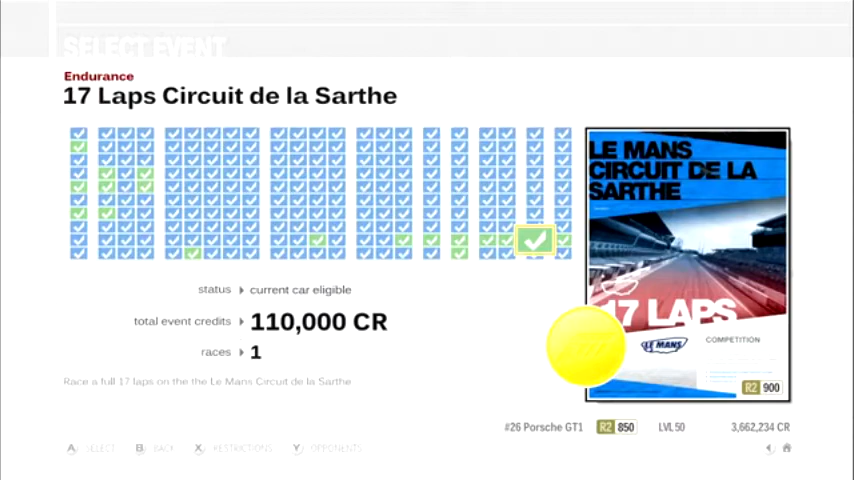 SELECT EVENT
Endurance
17 Laps Circuit de la Sarthe
LE MANS
CIRCUIT DE LA
SARTHE
17 LAPS
LE MANS
COMPETITION
R2 900
status current car eligible
total event credits 110,000 CR
races 1
Race a full 17 laps on the the Le Mans Circuit de la Sarthe
#26 Porsche GT1 R2 850 LVL50 3,662,234 CR
A SELECT B BACK X RESTRICTIONS Y OPPONENTS